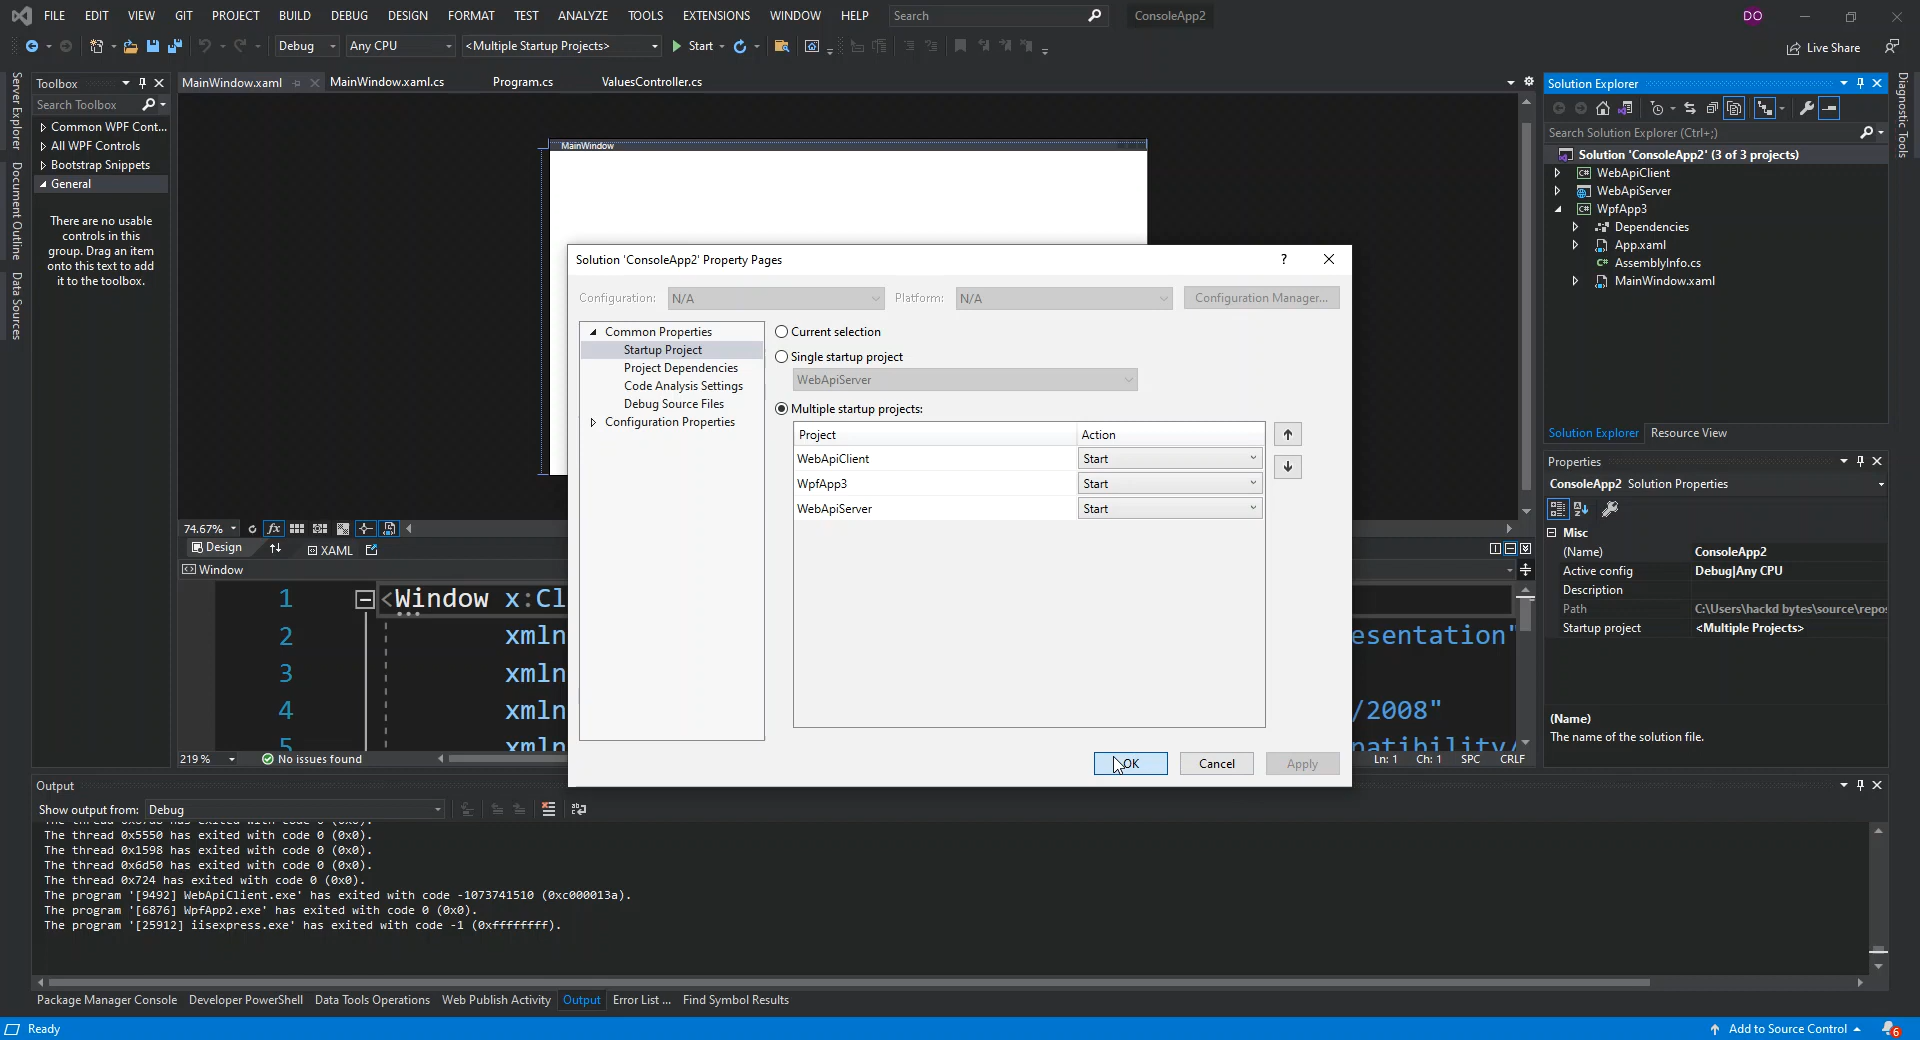 FILE EDIT VIEW GIT PROJECT BUILD DEBUG DESIGN FORMAT TEST ANALYZE TOOLS EXTENSIONS WINDOW HELP Search ConsoleApp2 DO
Debug Any CPU <Multiple Startup Projects> Start Live Share
Server Explorer
Document Outline
Data Sources
Toolbox
Search Toolbox
Common WPF Cont...
All WPF Controls
Bootstrap Snippets
General
There are no usable
controls in this
group. Drag an item
onto this text to add
it to the toolbox.
MainWindow.xaml MainWindow.xaml.cs Program.cs ValuesController.cs
MainWindow
Solution 'ConsoleApp2' Property Pages ?
Configuration: N/A Platform: N/A Configuration Manager...
Common Properties
Startup Project
Project Dependencies
Code Analysis Settings
Debug Source Files
Configuration Properties
Current selection
Single startup project
WebApiServer
Multiple startup projects:
Project Action
WebApiClient Start
WpfApp3 Start
WebApiServer Start
OK Cancel Apply
74.67% fx
Design XAML
Window
1 <Window x:Cl
2 xmln esentation"
3 xmln
4 xmln /2008"
5 xmln patibility/
219 % No issues found Ln: 1 Ch: 1 SPC CRLF
Solution Explorer
Search Solution Explorer (Ctrl+;)
Solution 'ConsoleApp2' (3 of 3 projects)
WebApiClient
WebApiServer
WpfApp3
Dependencies
App.xaml
AssemblyInfo.cs
MainWindow.xaml
Solution Explorer Resource View
Diagnostic Tools
Properties
ConsoleApp2 Solution Properties
Misc
(Name) ConsoleApp2
Active config Debug|Any CPU
Description
Path C:\Users\hackd bytes\source\repos
Startup project <Multiple Projects>
(Name)
The name of the solution file.
Output
Show output from: Debug
The thread 0x5550 has exited with code 0 (0x0).
The thread 0x1598 has exited with code 0 (0x0).
The thread 0x6d50 has exited with code 0 (0x0).
The thread 0x724 has exited with code 0 (0x0).
The program '[9492] WebApiClient.exe' has exited with code -1073741510 (0xc000013a).
The program '[6876] WpfApp2.exe' has exited with code 0 (0x0).
The program '[25912] iisexpress.exe' has exited with code -1 (0xffffffff).
Package Manager Console Developer PowerShell Data Tools Operations Web Publish Activity Output Error List ... Find Symbol Results
Ready Add to Source Control 6